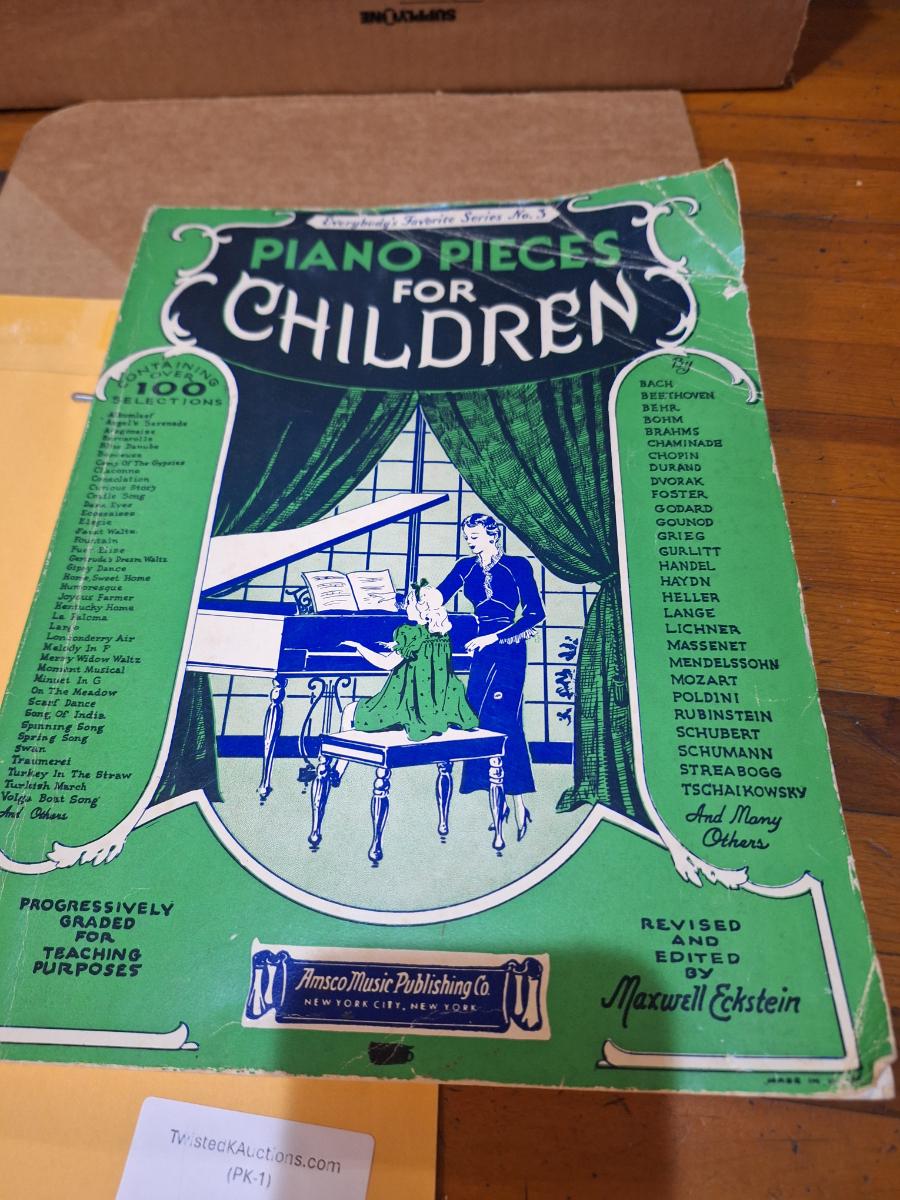 SUPPLYONE
Everybody's Favorite Series No. 3
PIANO PIECES
FOR
CHILDREN
CONTAINING
OVER
100
SELECTIONS
Albumleaf
Angel's Serenade
Aragonaise
Barcarolle
Blue Danube
Berceuse
Camp Of The Gypsies
Chaconne
Consolation
Curious Story
Cradle Song
Dark Eyes
Ecossaises
Elegie
Faust Waltz
Fountain
Fuer Elise
Gertrude's Dream Waltz
Gipsy Dance
Home, Sweet Home
Humoresque
Joyous Farmer
Kentucky Home
La Paloma
Largo
Londonderry Air
Melody In F
Merry Widow Waltz
Moment Musical
Minuet In G
On The Meadow
Scarf Dance
Song Of India
Spinning Song
Spring Song
Swan
Traumerei
Turkey In The Straw
Turkish March
Volga Boat Song
And Others
By
BACH
BEETHOVEN
BEHR
BOHM
BRAHMS
CHAMINADE
CHOPIN
DURAND
DVORAK
FOSTER
GODARD
GOUNOD
GRIEG
GURLITT
HANDEL
HAYDN
HELLER
LANGE
LICHNER
MASSENET
MENDELSSOHN
MOZART
POLDINI
RUBINSTEIN
SCHUBERT
SCHUMANN
STREABOGG
TSCHAIKOWSKY
And Many
Others
PROGRESSIVELY
GRADED
FOR
TEACHING
PURPOSES
Amsco Music Publishing Co.
NEW YORK CITY, NEW YORK
REVISED
AND
EDITED
BY
Maxwell Eckstein
MADE IN
TwistedKAuctions.com
(PK-1)